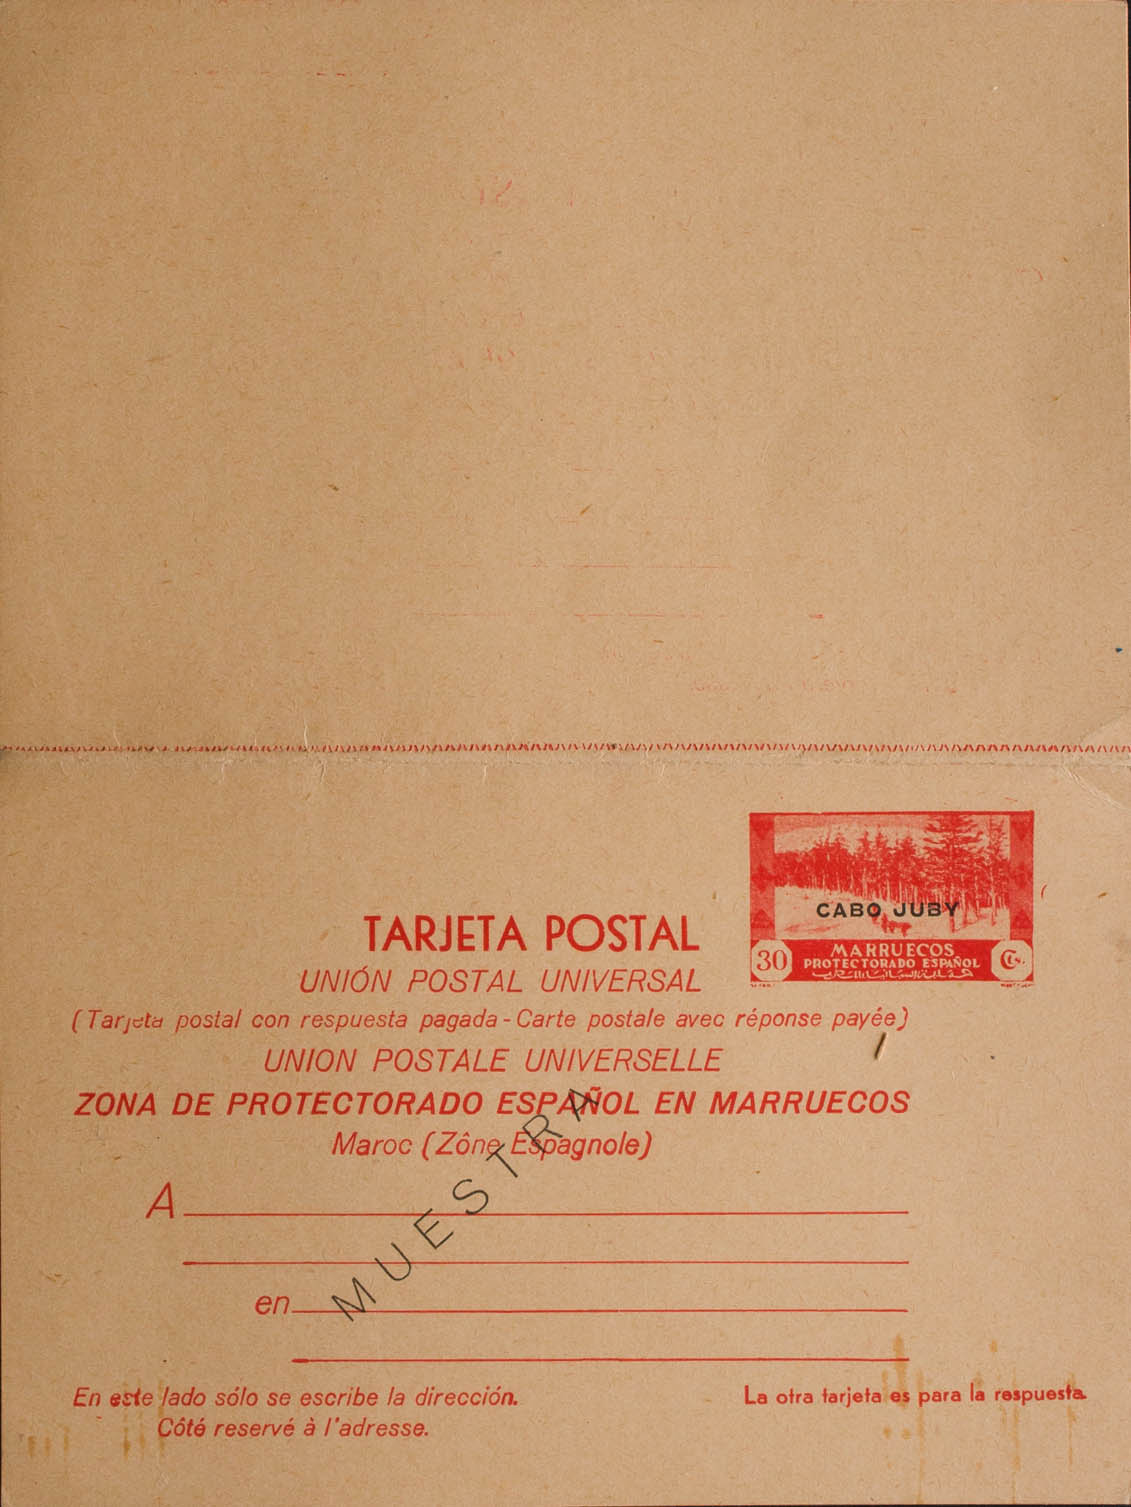 CABO JUBY
MARRUECOS
30 PROTECTORADO ESPAÑOL Cts.
TARJETA POSTAL
UNIÓN POSTAL UNIVERSAL
(Tarjeta postal con respuesta pagada - Carte postale avec réponse payée)
UNION POSTALE UNIVERSELLE
ZONA DE PROTECTORADO ESPAÑOL EN MARRUECOS
Maroc (Zône Espagnole)
MUESTRA
A
en
En este lado sólo se escribe la dirección.
Côté reservé à l'adresse.
La otra tarjeta es para la respuesta.